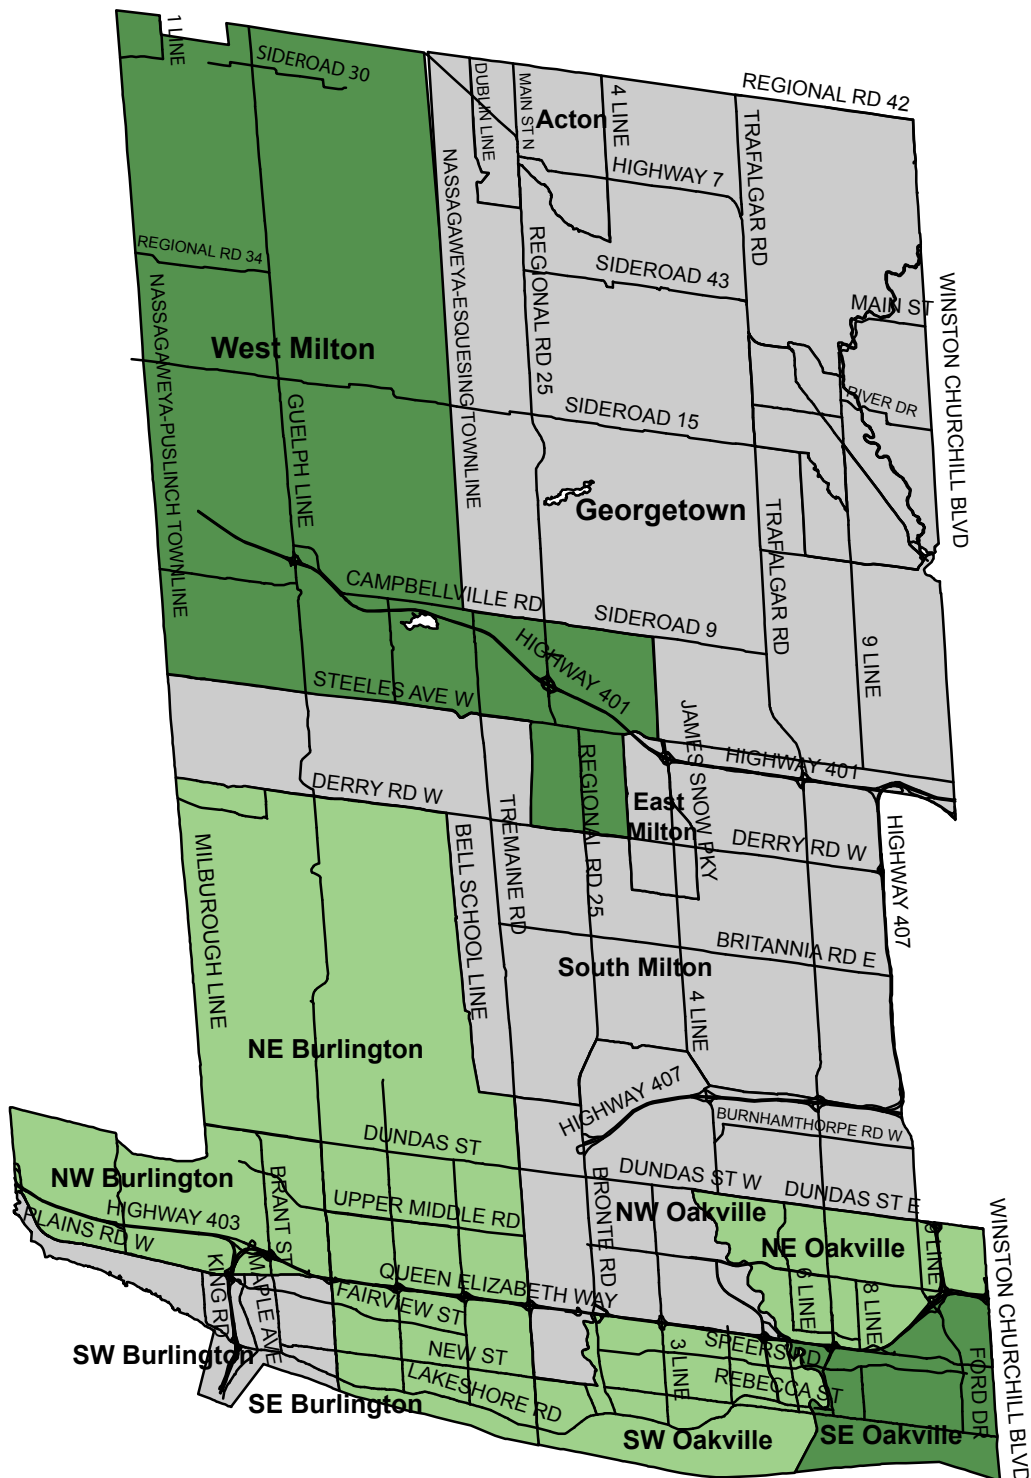 1 LINE
SIDEROAD 30
DUBLIN LINE
MAIN ST N
Acton
4 LINE
REGIONAL RD 42
TRAFALGAR RD
HIGHWAY 7
NASSAGAWEYA-ESQUESING TOWNLINE
REGIONAL RD 34
REGIONAL RD 25
SIDEROAD 43
NASSAGAWEYA-PUSLINCH TOWNLINE
WINSTON CHURCHILL BLVD
MAIN ST
West Milton
GUELPH LINE
SIDEROAD 15
RIVER DR
Georgetown
TRAFALGAR RD
CAMPBELLVILLE RD
SIDEROAD 9
HIGHWAY 401
9 LINE
STEELES AVE W
JAMES SNOW PKY
HIGHWAY 401
REGIONAL RD 25
DERRY RD W
TREMAINE RD
East
Milton
DERRY RD W
HIGHWAY 407
MILBOROUGH LINE
BELL SCHOOL LINE
BRITANNIA RD E
South Milton
4 LINE
NE Burlington
HIGHWAY 407
BURNHAMTHORPE RD W
DUNDAS ST
DUNDAS ST W
DUNDAS ST E
NW Burlington
BRANT ST
UPPER MIDDLE RD
BRONTE RD
NW Oakville
HIGHWAY 403
PLAINS RD W
NE Oakville
9 LINE
WINSTON CHURCHILL BLVD
KING RD
MAPLE AVE
QUEEN ELIZABETH WAY
FAIRVIEW ST
6 LINE
8 LINE
SW Burlington
NEW ST
3 LINE
SPEERS RD
FORD DR
LAKESHORE RD
REBECCA ST
SE Burlington
SW Oakville
SE Oakville